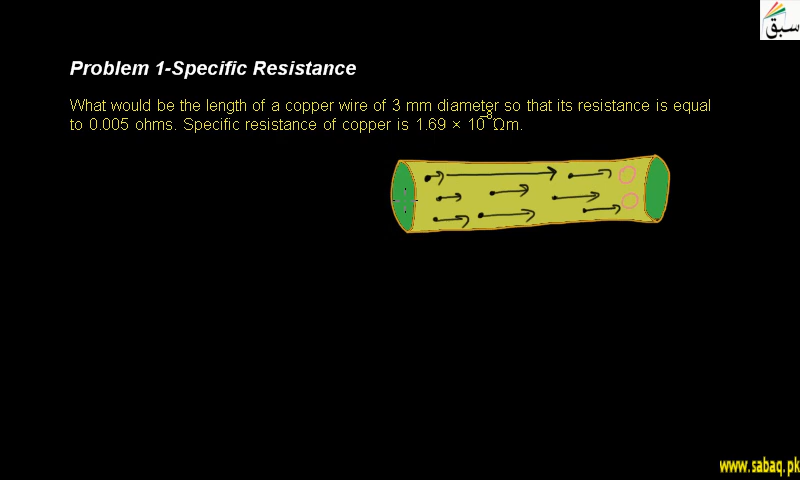 سبق
Problem 1-Specific Resistance
What would be the length of a copper wire of 3 mm diameter so that its resistance is equal
to 0.005 ohms. Specific resistance of copper is 1.69 × 10⁻⁸Ωm.
www.sabaq.pk